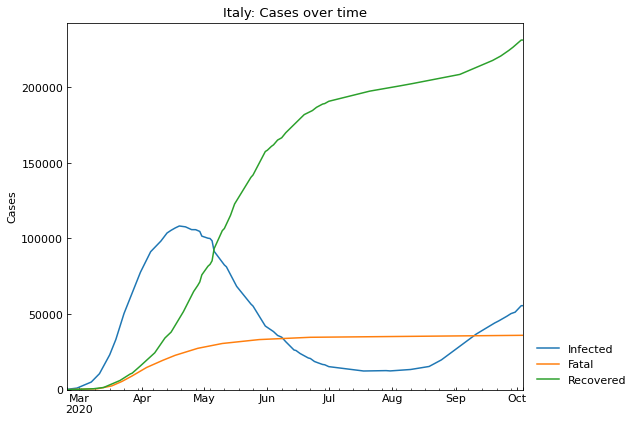 Italy: Cases over time
Cases
200000
150000
100000
50000
0
Mar Apr May Jun Jul Aug Sep Oct
2020
Infected
Fatal
Recovered